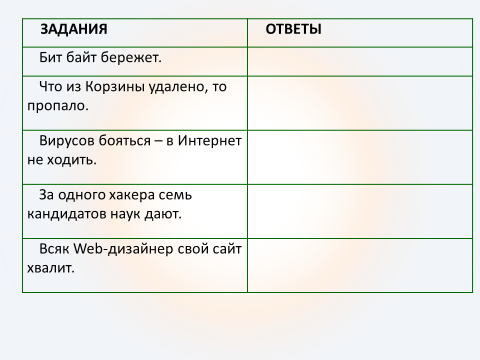 ЗАДАНИЯ
ОТВЕТЫ
Бит байт бережет.
Что из Корзины удалено, то
пропало.
Вирусов бояться – в Интернет
не ходить.
За одного хакера семь
кандидатов наук дают.
Всяк Web-дизайнер свой сайт
хвалит.